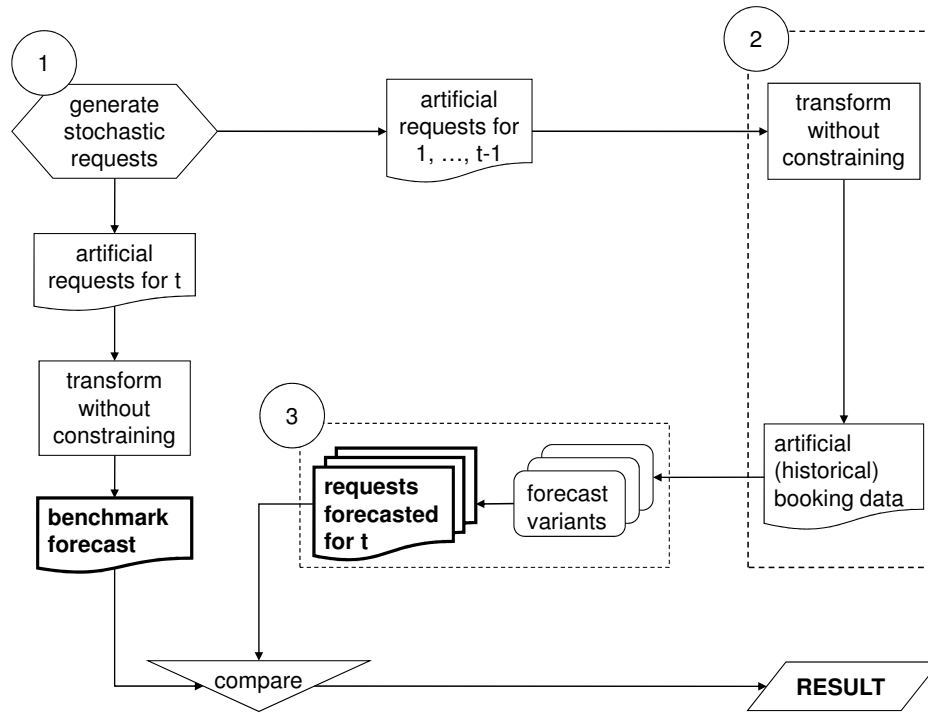 1
generate
stochastic
requests
artificial
requests for
1, …, t-1
2
transform
without
constraining
artificial
requests for t
transform
without
constraining
benchmark
forecast
3
requests
forecasted
for t
forecast
variants
artificial
(historical)
booking data
compare
RESULT